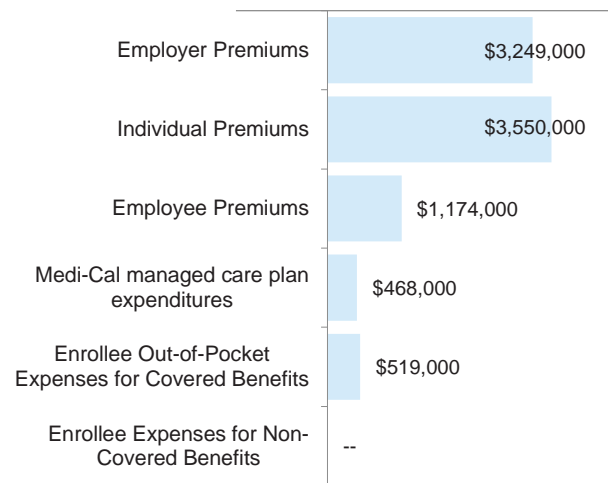 Employer Premiums
$3,249,000
Individual Premiums
$3,550,000
Employee Premiums
$1,174,000
Medi-Cal managed care plan
expenditures
$468,000
Enrollee Out-of-Pocket
Expenses for Covered Benefits
$519,000
Enrollee Expenses for Non-
Covered Benefits
--